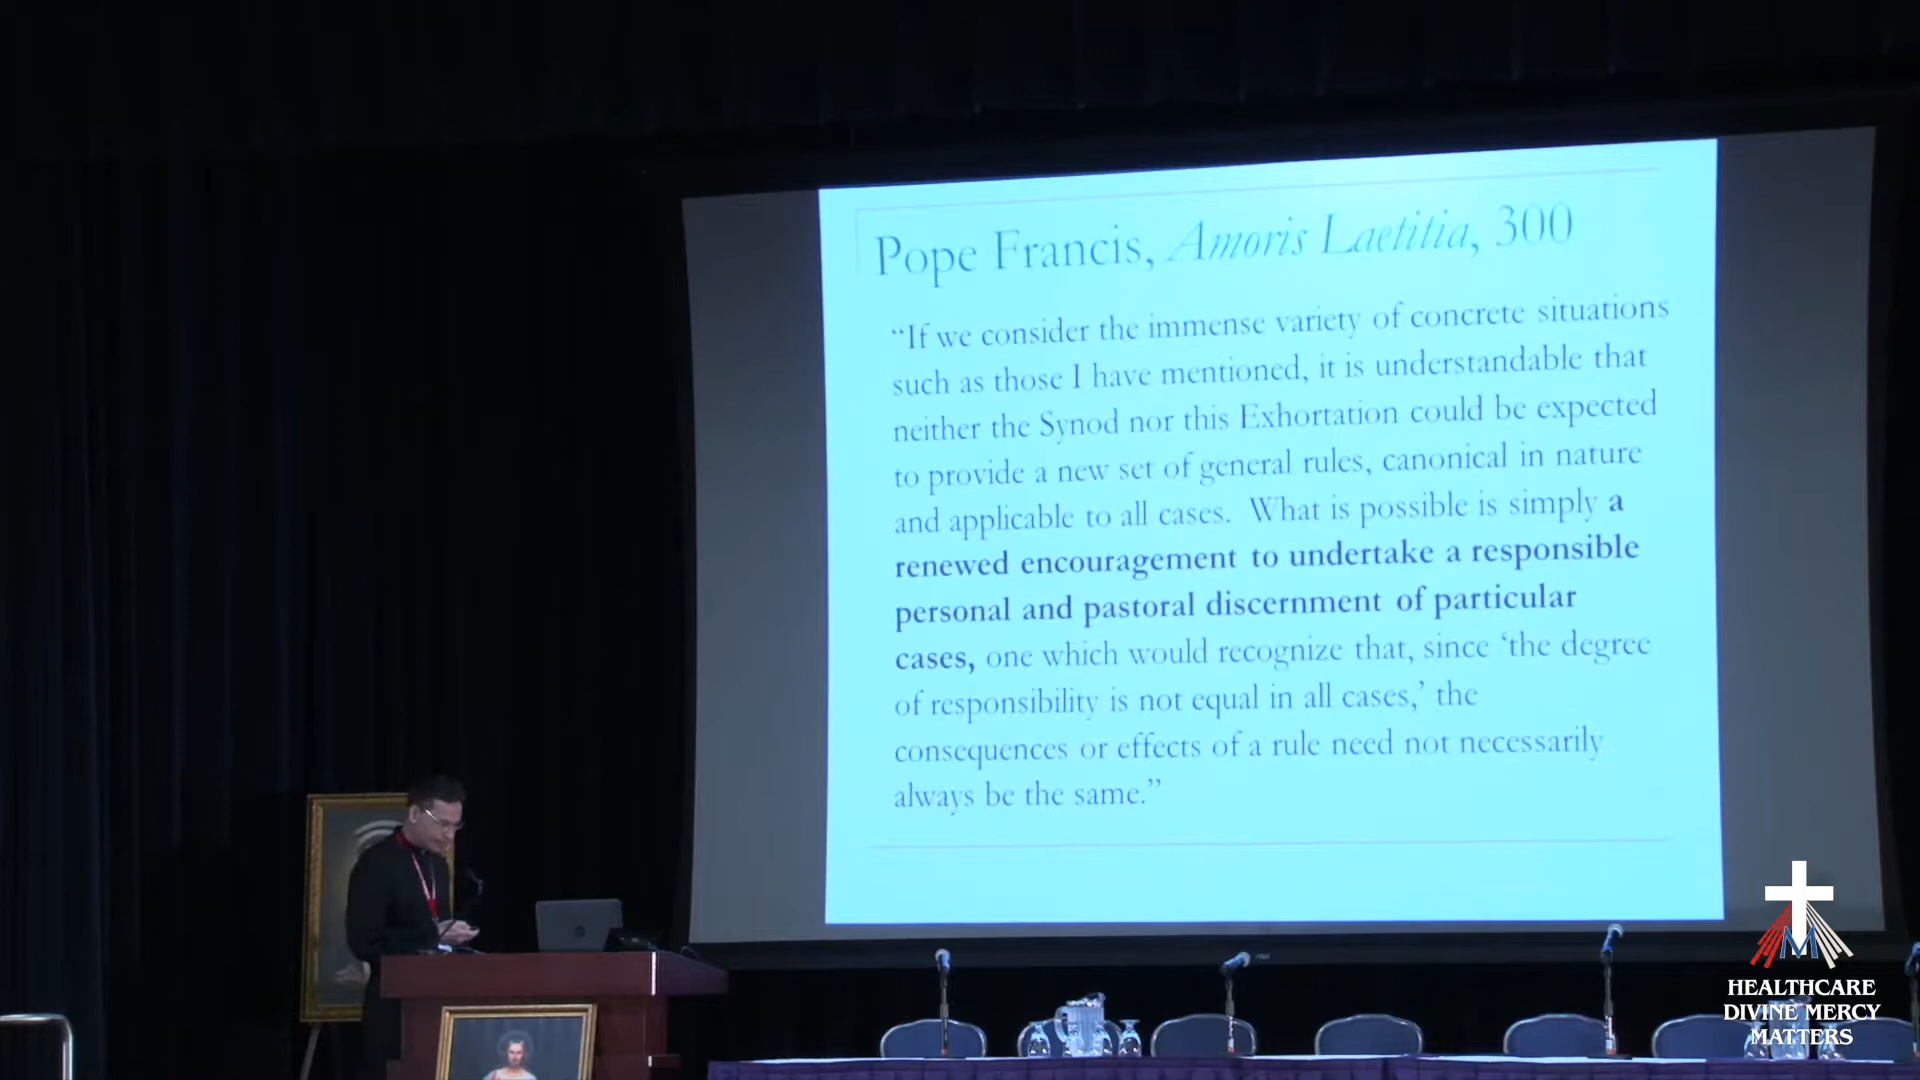 Pope Francis, Amoris Laetitia, 300
“If we consider the immense variety of concrete situations
such as those I have mentioned, it is understandable that
neither the Synod nor this Exhortation could be expected
to provide a new set of general rules, canonical in nature
and applicable to all cases. What is possible is simply a
renewed encouragement to undertake a responsible
personal and pastoral discernment of particular
cases, one which would recognize that, since ‘the degree
of responsibility is not equal in all cases,’ the
consequences or effects of a rule need not necessarily
always be the same.”
M
HEALTHCARE
DIVINE MERCY
MATTERS